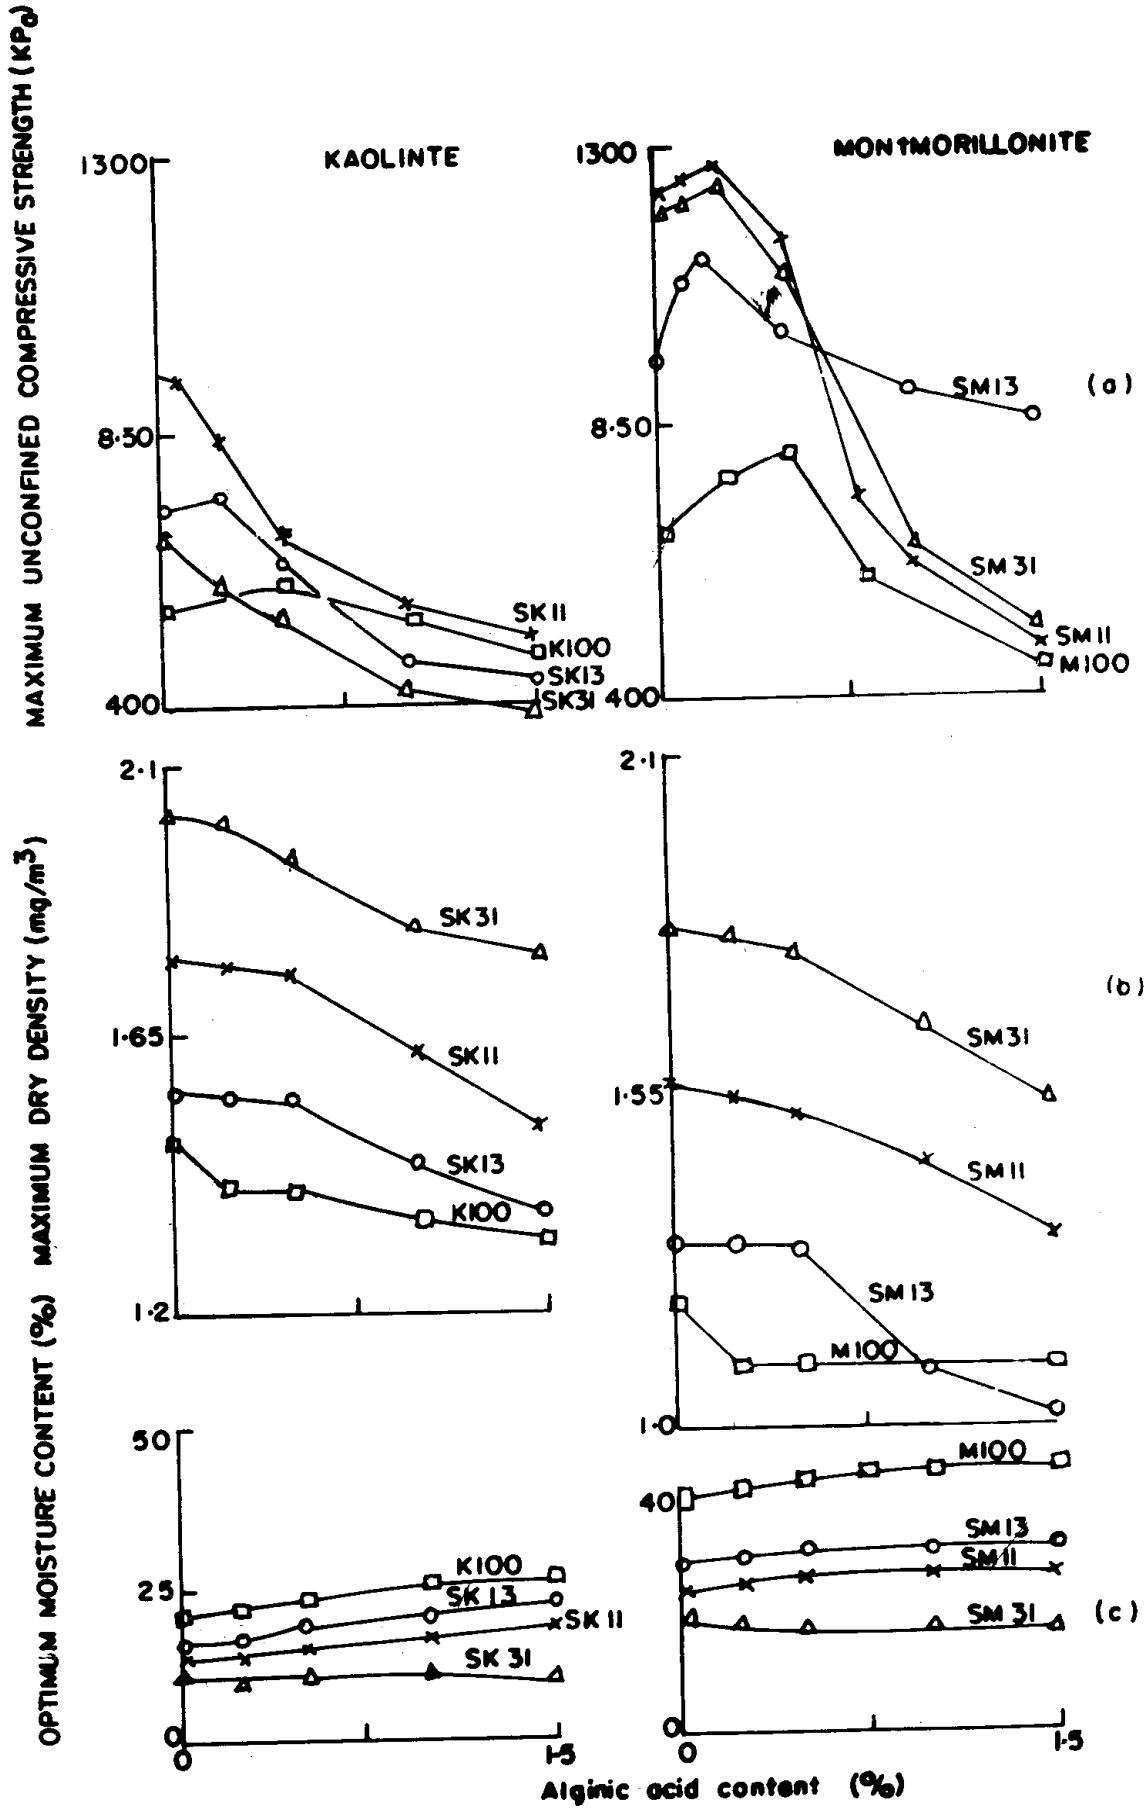 MAXIMUM UNCONFINED COMPRESSIVE STRENGTH (KPa)
1300
KAOLINTE
8.50
400
SK11
K100
SK13
SK31
1300
MONTMORILLONITE
8.50
400
SM13
SM31
SM11
M100
(a)
MAXIMUM DRY DENSITY (mg/m³)
2.1
1.65
1.2
SK31
SK11
SK13
K100
2.1
1.55
1.0
SM31
SM11
SM13
M100
(b)
OPTIMUM MOISTURE CONTENT (%)
50
25
0
K100
SK13
SK11
SK31
0
1.5
40
0
M100
SM13
SM11
SM31
0
1.5
(c)
Alginic acid content (%)